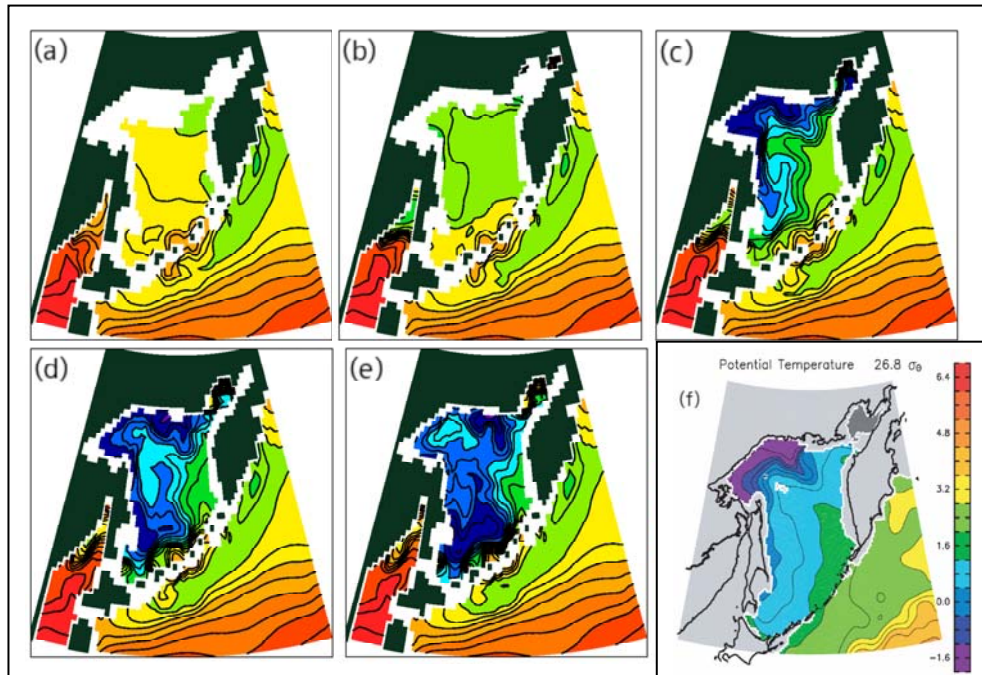 (a)
(b)
(c)
(d)
(e)
Potential Temperature 26.8 σθ
(f)
6.4
4.8
3.2
1.6
0.0
−1.6